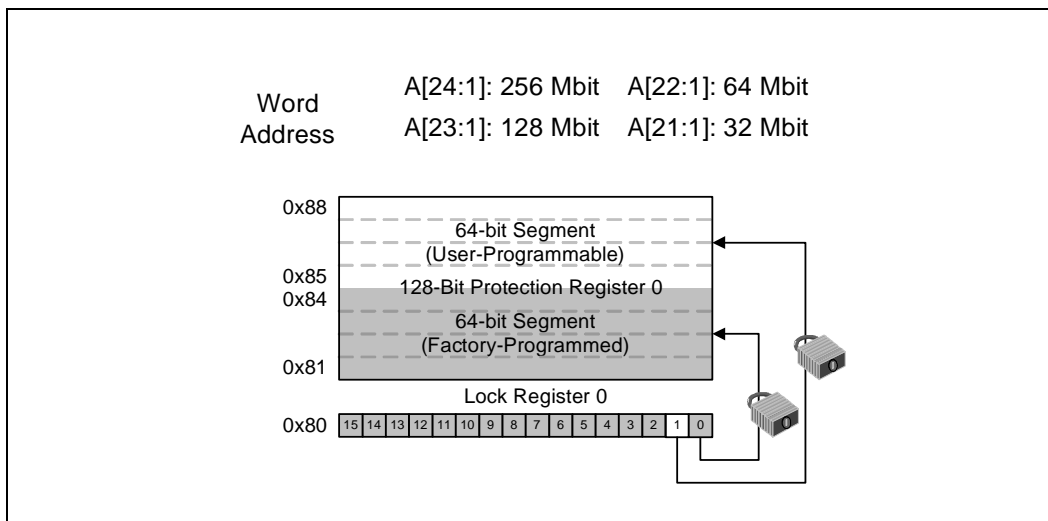 Word
Address
A[24:1]: 256 Mbit A[22:1]: 64 Mbit
A[23:1]: 128 Mbit A[21:1]: 32 Mbit
0x88
64-bit Segment
(User-Programmable)
0x85
128-Bit Protection Register 0
0x84
64-bit Segment
(Factory-Programmed)
0x81
Lock Register 0
0x80 15 14 13 12 11 10 9 8 7 6 5 4 3 2 1 0